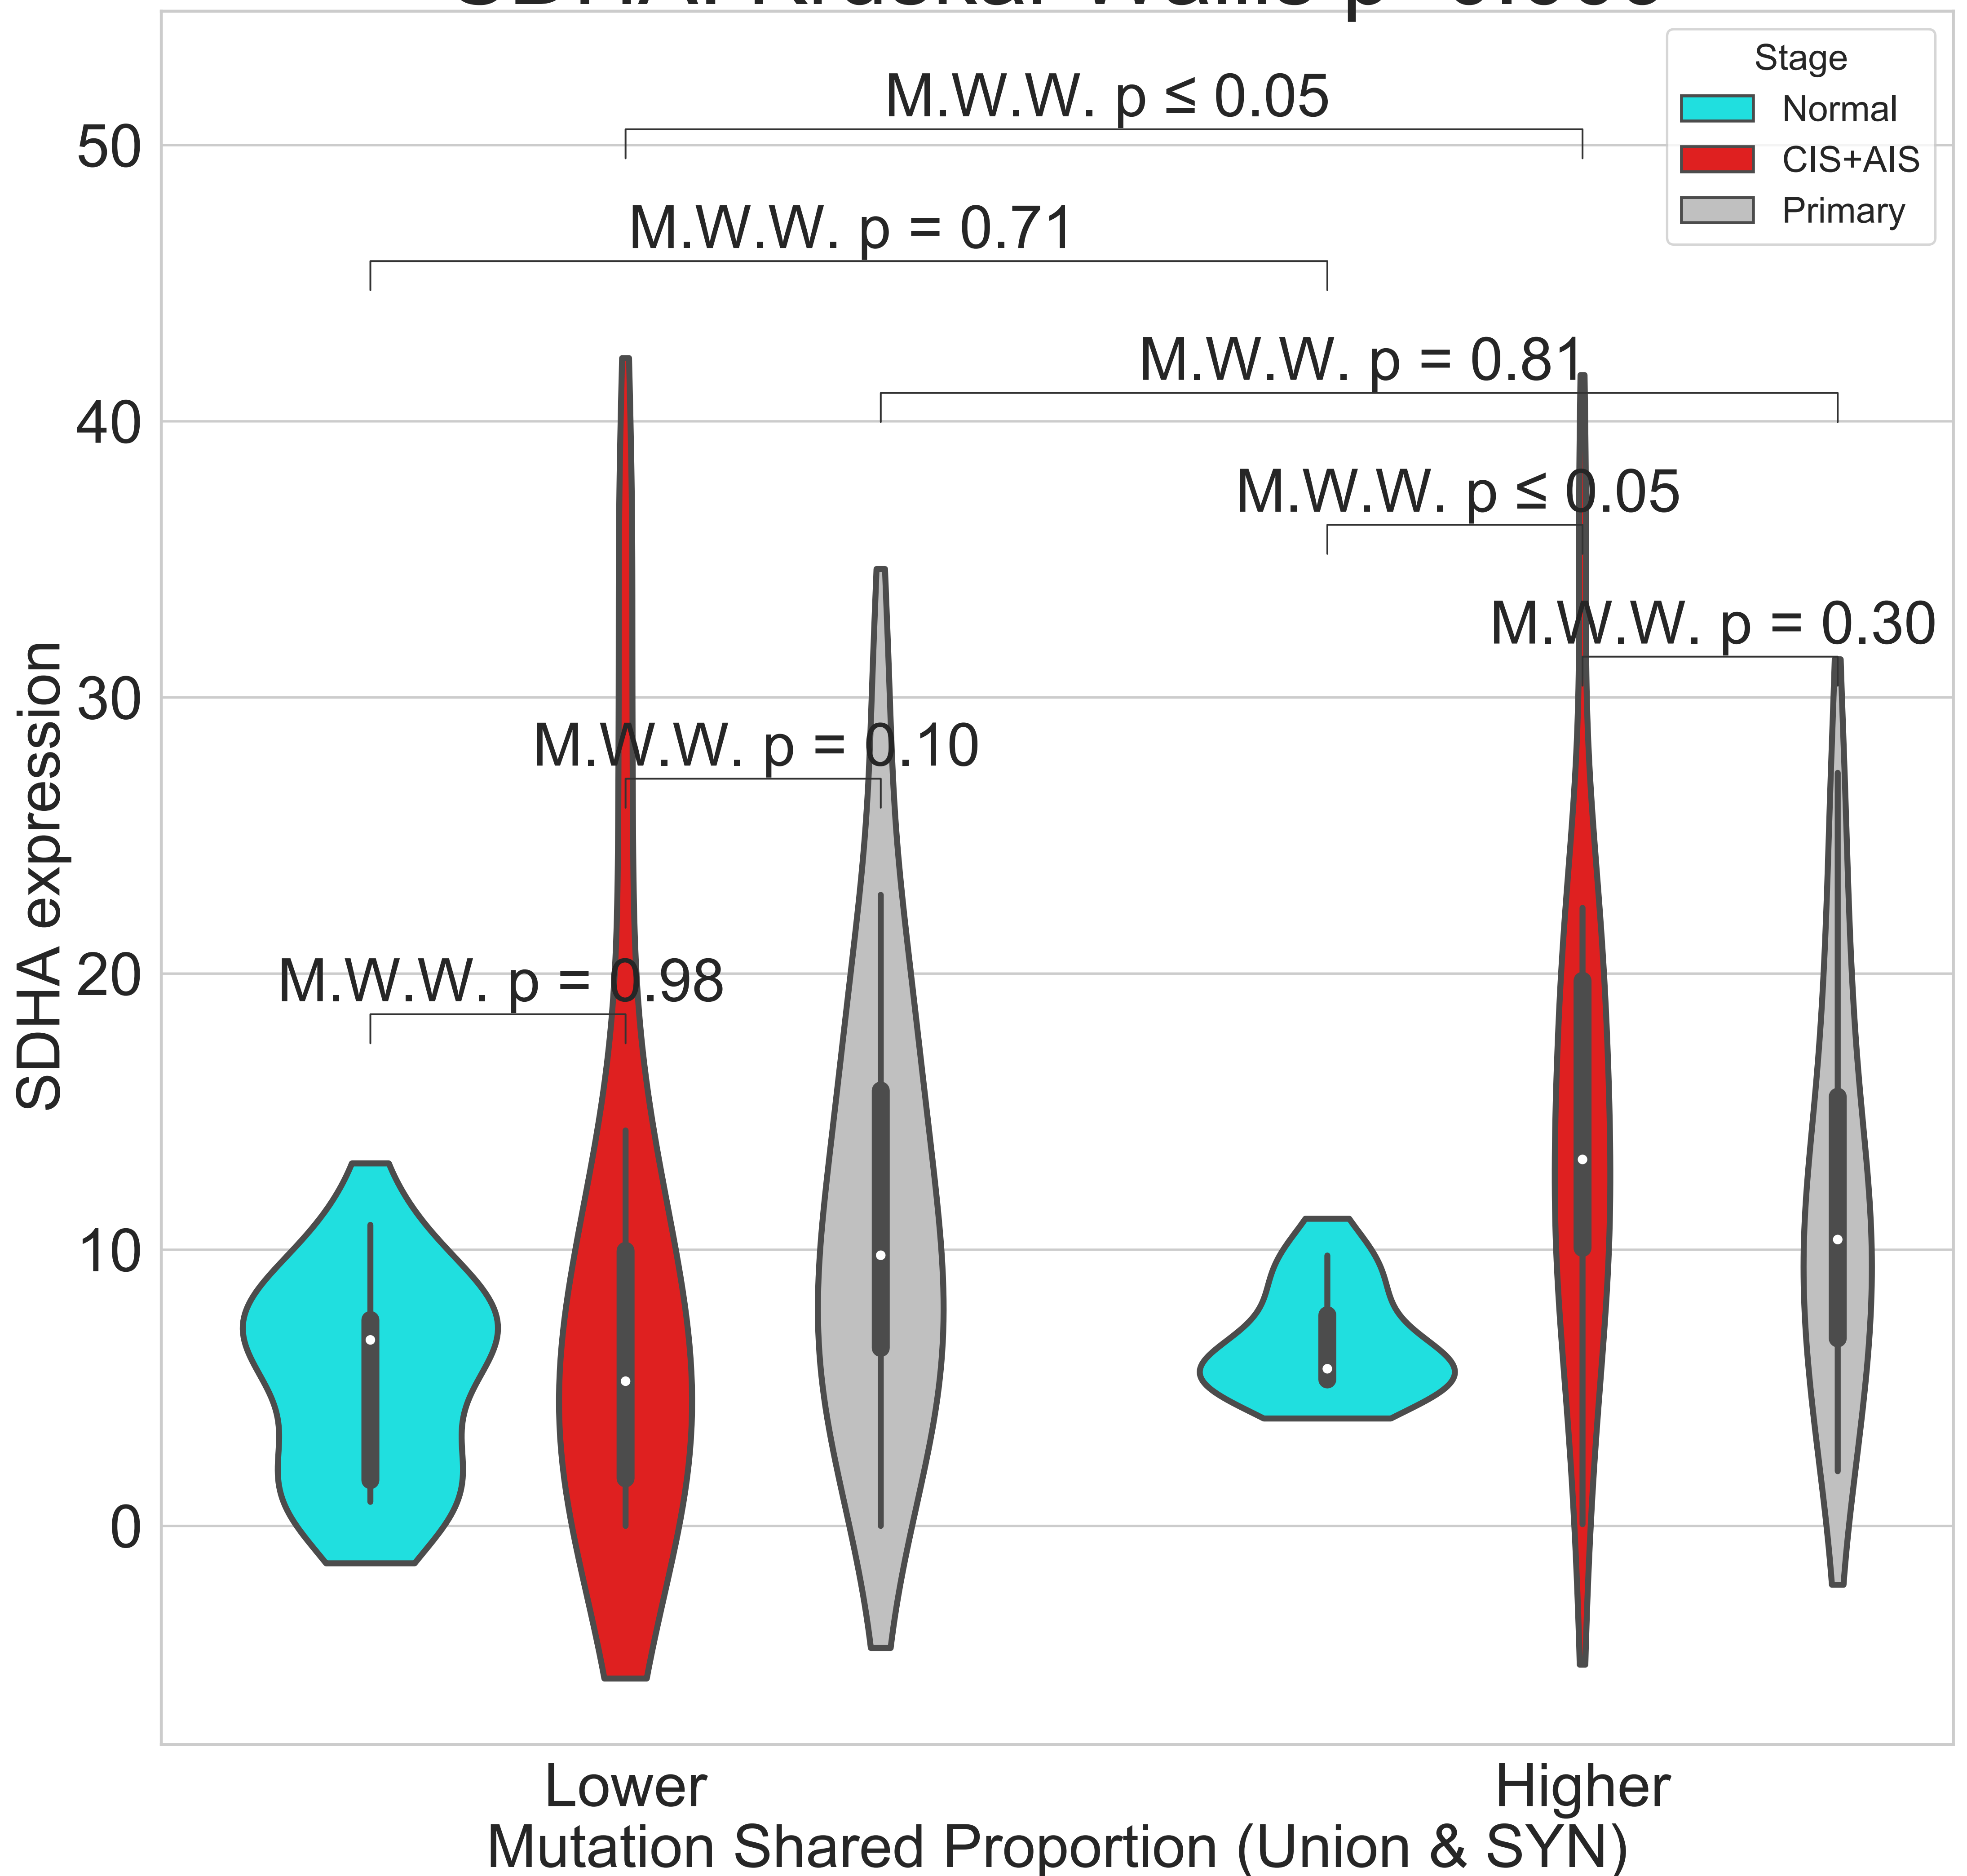 Stage
Normal
CIS+AIS
Primary
M.W.W. p ≤ 0.05
M.W.W. p = 0.71
M.W.W. p = 0.81
M.W.W. p ≤ 0.05
M.W.W. p = 0.30
M.W.W. p = 0.10
M.W.W. p = 0.98
50
40
30
20
10
0
SDHA expression
Lower
Higher
Mutation Shared Proportion (Union & SYN)